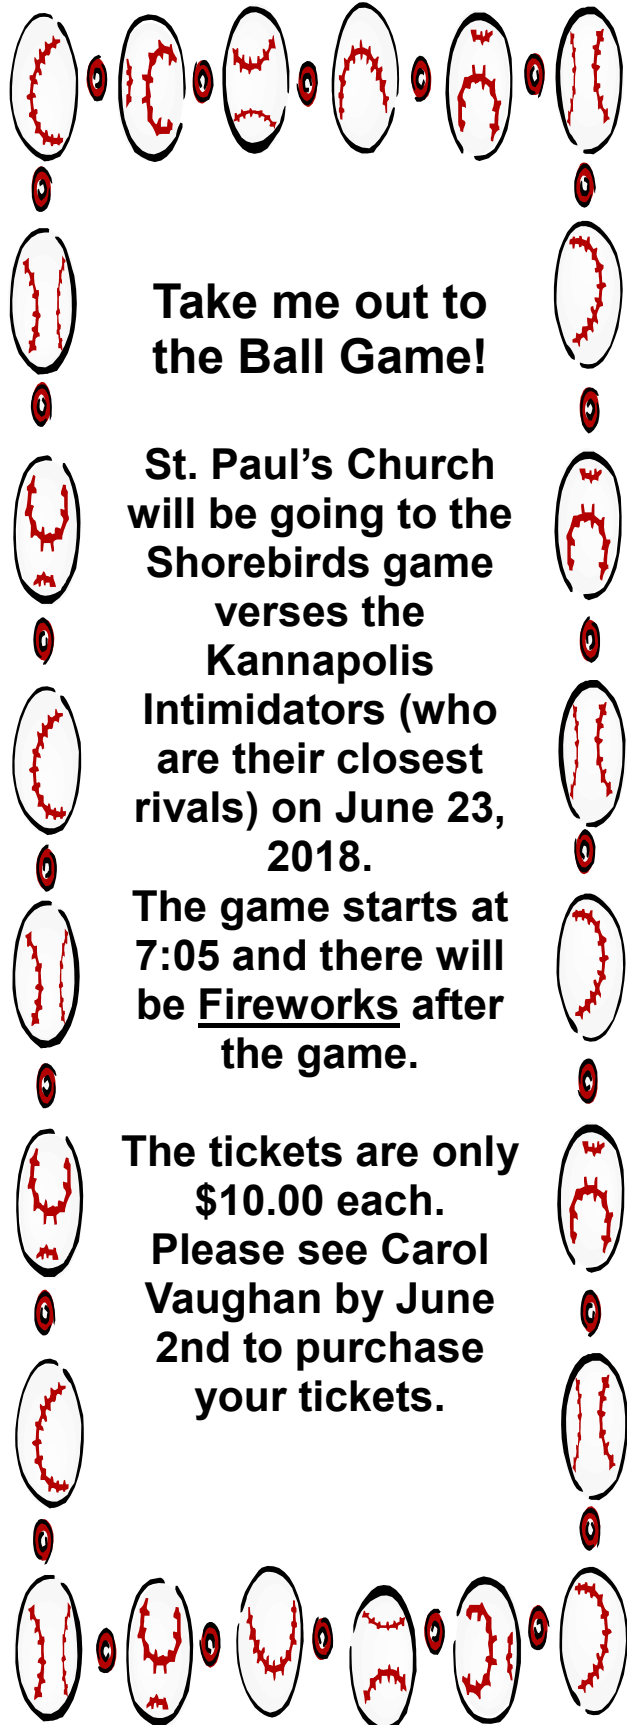 Take me out to
the Ball Game!
St. Paul’s Church
will be going to the
Shorebirds game
verses the
Kannapolis
Intimidators (who
are their closest
rivals) on June 23,
2018.
The game starts at
7:05 and there will
be Fireworks after
the game.
The tickets are only
$10.00 each.
Please see Carol
Vaughan by June
2nd to purchase
your tickets.